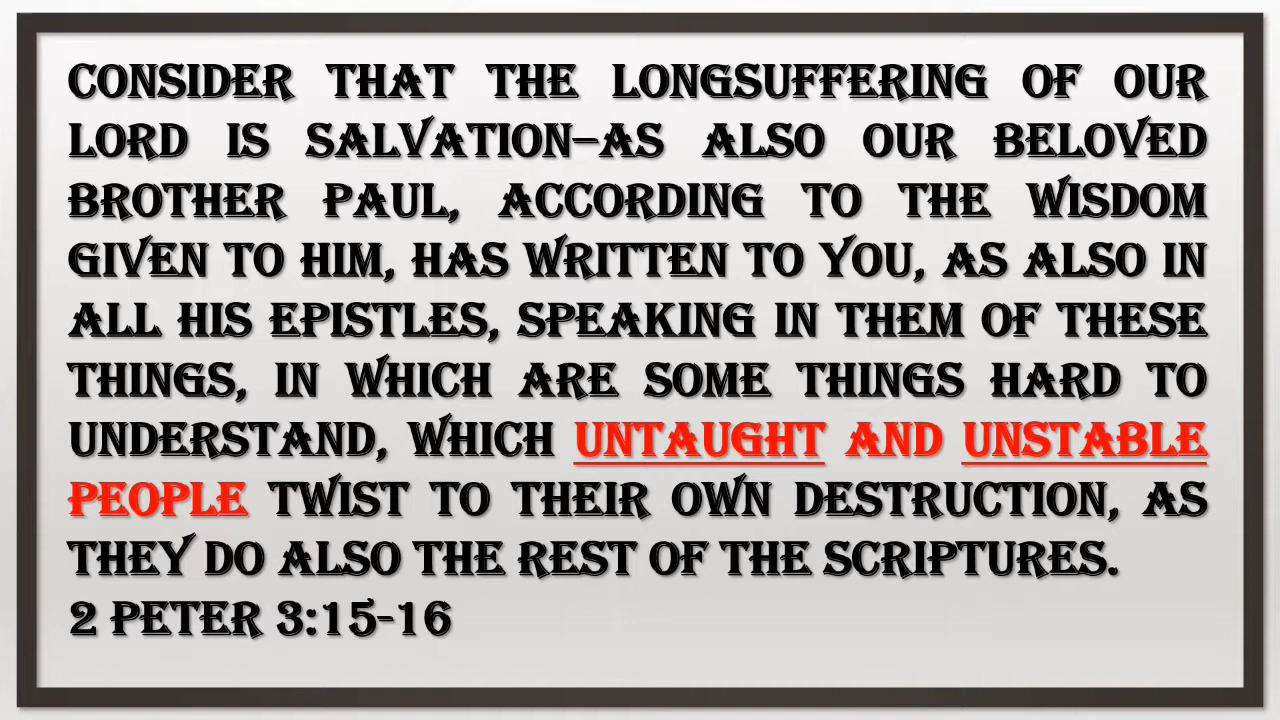 CONSIDER THAT THE LONGSUFFERING OF OUR
LORD IS SALVATION–AS ALSO OUR BELOVED
BROTHER PAUL, ACCORDING TO THE WISDOM
GIVEN TO HIM, HAS WRITTEN TO YOU, AS ALSO IN
ALL HIS EPISTLES, SPEAKING IN THEM OF THESE
THINGS, IN WHICH ARE SOME THINGS HARD TO
UNDERSTAND, WHICH UNTAUGHT AND UNSTABLE
PEOPLE TWIST TO THEIR OWN DESTRUCTION, AS
THEY DO ALSO THE REST OF THE SCRIPTURES.
2 PETER 3:15-16